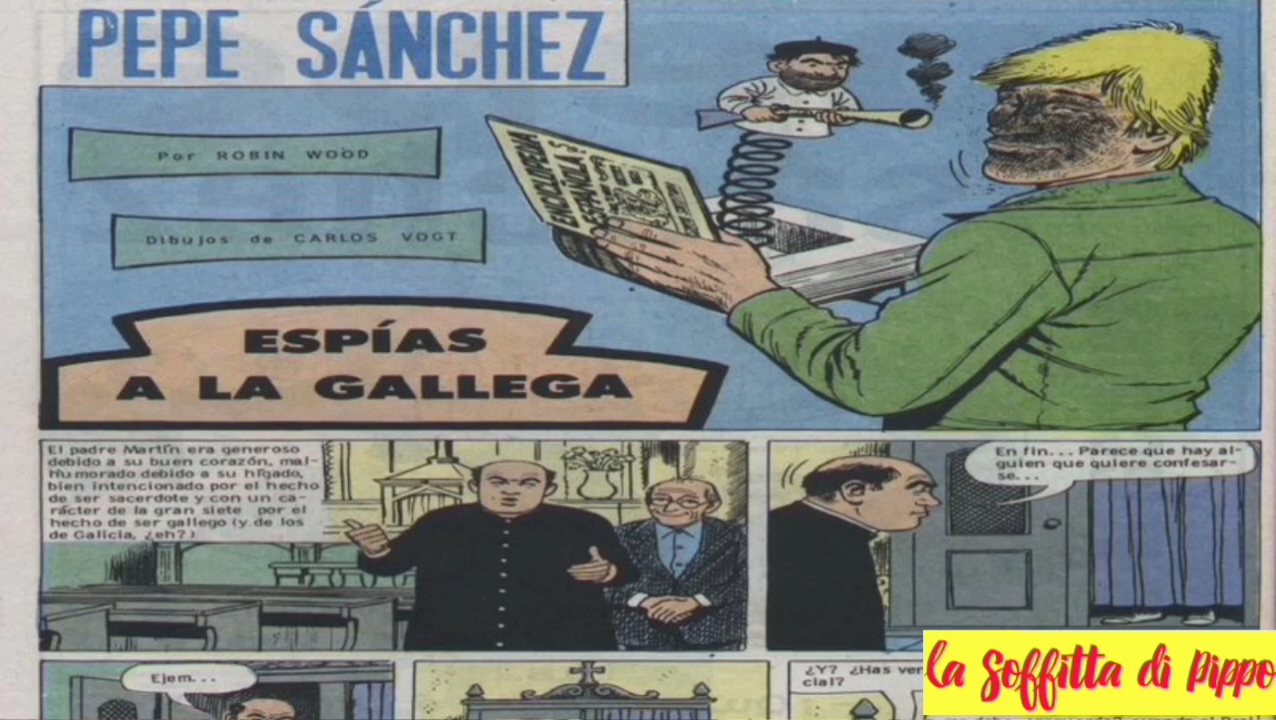 PEPE SÁNCHEZ
Por ROBIN WOOD
Dibujos de CARLOS VOGT
ENCICLOPEDIA
ESPAÑOLA
ESPÍAS
A LA GALLEGA
El padre Martín era generoso
debido a su buen corazón, mal-
humorado debido a su hígado,
bien intercionado por el hecho
de ser sacerdote y con un ca-
rácter de la gran siete por el
hecho de ser gallego (y de los
de Galicia, ¿eh?)
En fin... Parece que hay al-
guien que quiere confesar-
se...
Ejem...
¿Y? ¿Has ver
cial?
la Soffitta di Pippo